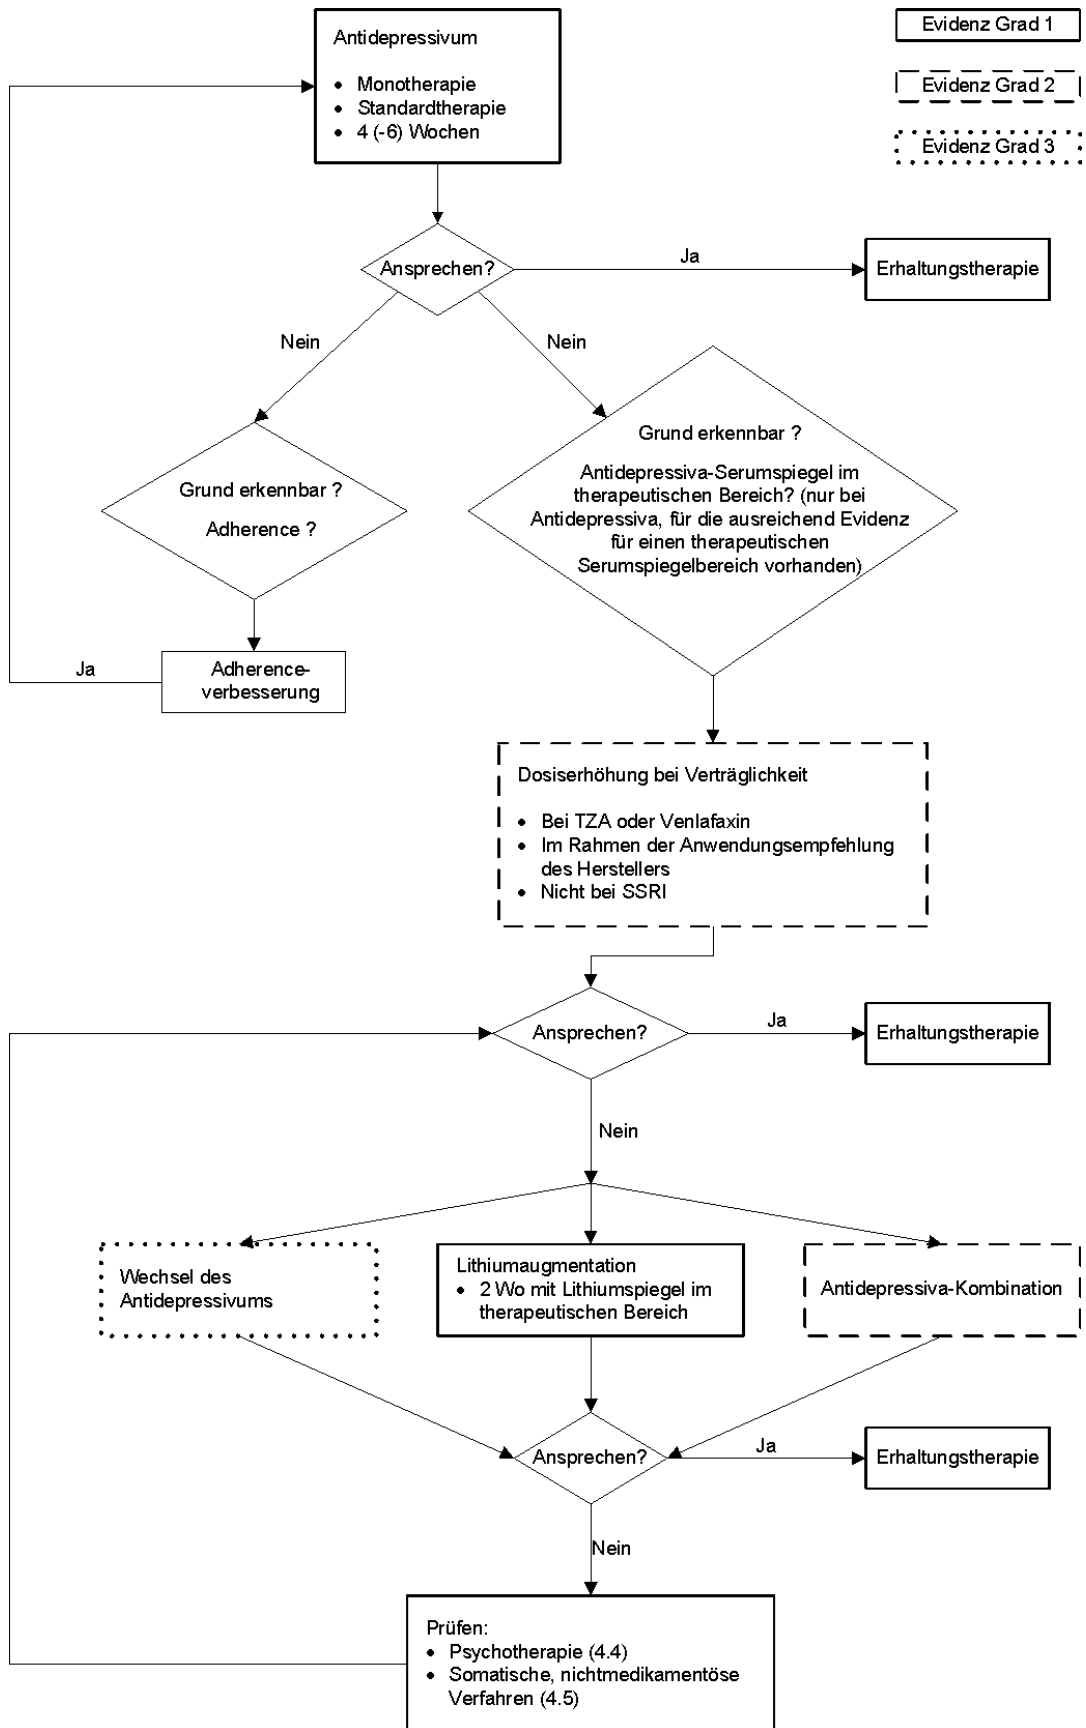 Antidepressivum
• Monotherapie
• Standardtherapie
• 4 (-6) Wochen
Evidenz Grad 1
Evidenz Grad 2
Evidenz Grad 3
Ansprechen?
Ja
Erhaltungstherapie
Nein
Nein
Grund erkennbar ?
Adherence ?
Grund erkennbar ?
Antidepressiva-Serumspiegel im
therapeutischen Bereich? (nur bei
Antidepressiva, für die ausreichend Evidenz
für einen therapeutischen
Serumspiegelbereich vorhanden)
Ja
Adherence-
verbesserung
Dosiserhöhung bei Verträglichkeit
• Bei TZA oder Venlafaxin
• Im Rahmen der Anwendungsempfehlung
des Herstellers
• Nicht bei SSRI
Ansprechen?
Ja
Erhaltungstherapie
Nein
Wechsel des
Antidepressivums
Lithiumaugmentation
• 2 Wo mit Lithiumspiegel im
therapeutischen Bereich
Antidepressiva-Kombination
Ansprechen?
Ja
Erhaltungstherapie
Nein
Prüfen:
• Psychotherapie (4.4)
• Somatische, nichtmedikamentöse
Verfahren (4.5)